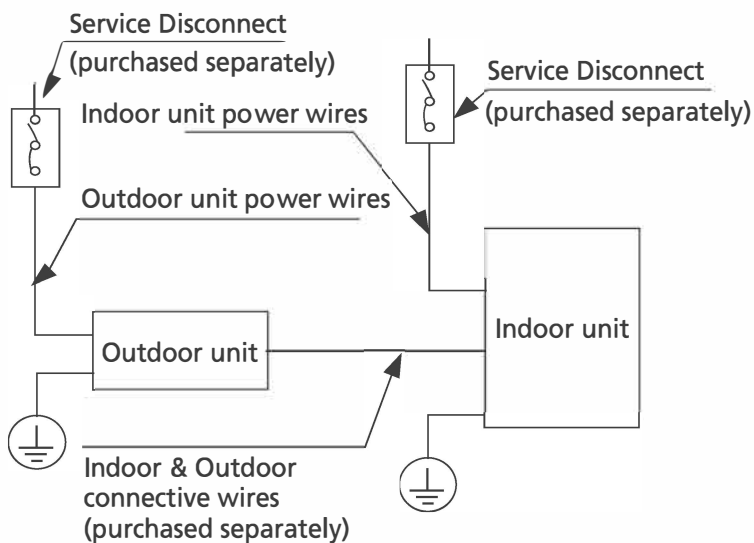 Service Disconnect
(purchased separately)
Service Disconnect
(purchased separately)
Indoor unit power wires
Outdoor unit power wires
Outdoor unit
Indoor unit
Indoor & Outdoor
connective wires
(purchased separately)